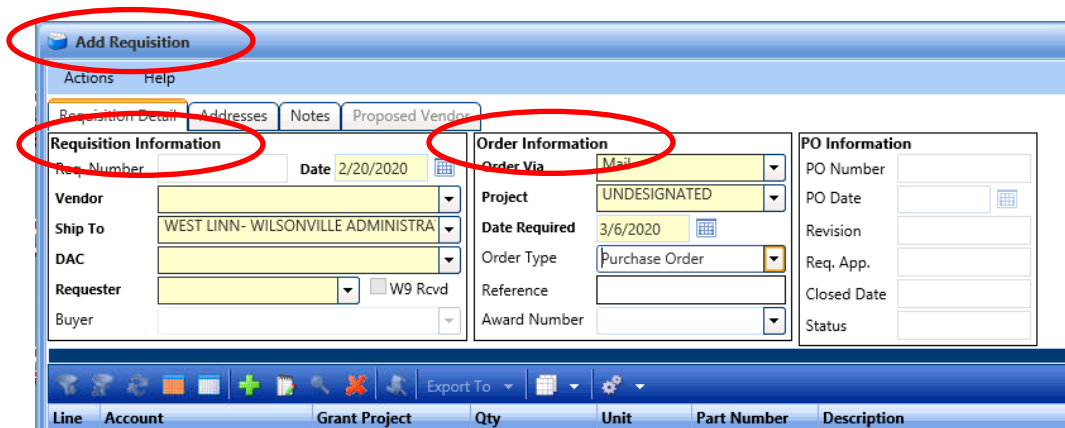 Add Requisition
Actions Help
Requisition Detail Addresses Notes Proposed Vendor
Requisition Information
Req. Number Date 2/20/2020
Vendor
Ship To WEST LINN- WILSONVILLE ADMINISTRA
DAC
Requester W9 Rcvd
Buyer
Order Information
Order Via Mail
Project UNDESIGNATED
Date Required 3/6/2020
Order Type Purchase Order
Reference
Award Number
PO Information
PO Number
PO Date
Revision
Req. App.
Closed Date
Status
Export To
Line Account Grant Project Qty Unit Part Number Description